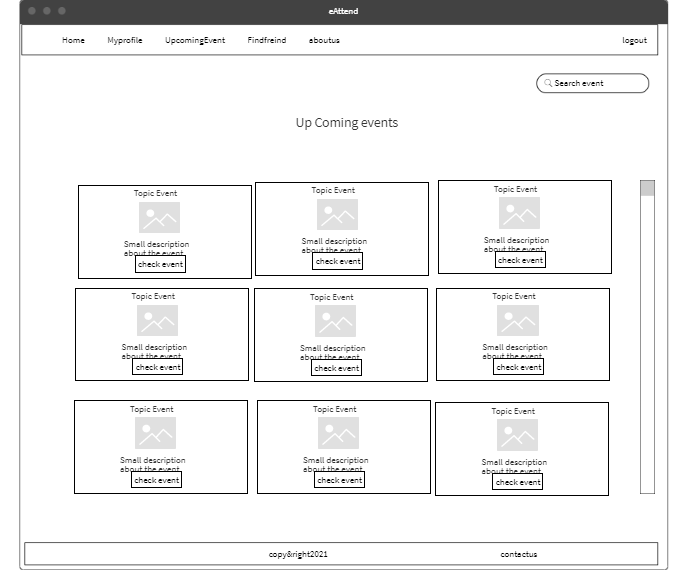 eAttend
Home Myprofile UpcomingEvent Findfreind aboutus logout
Search event
Up Coming events
Topic Event Topic Event Topic Event
Small description Small description Small description
about the event about the event about the event
check event check event check event
Topic Event Topic Event Topic Event
Small description Small description Small description
about the event about the event about the event
check event check event check event
Topic Event Topic Event Topic Event
Small description Small description Small description
about the event about the event about the event
check event check event check event
copy&right2021 contactus